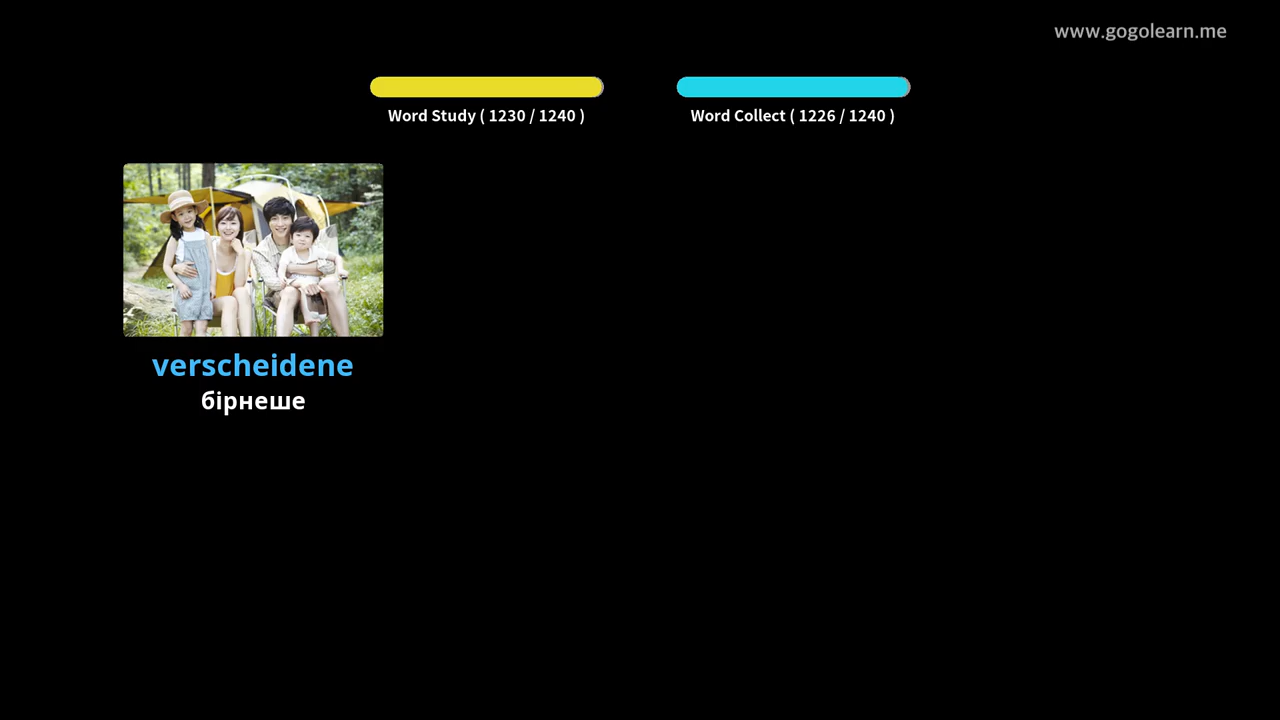 www.gogolearn.me
Word Study ( 1230 / 1240 )
Word Collect ( 1226 / 1240 )
verscheidene
бірнеше